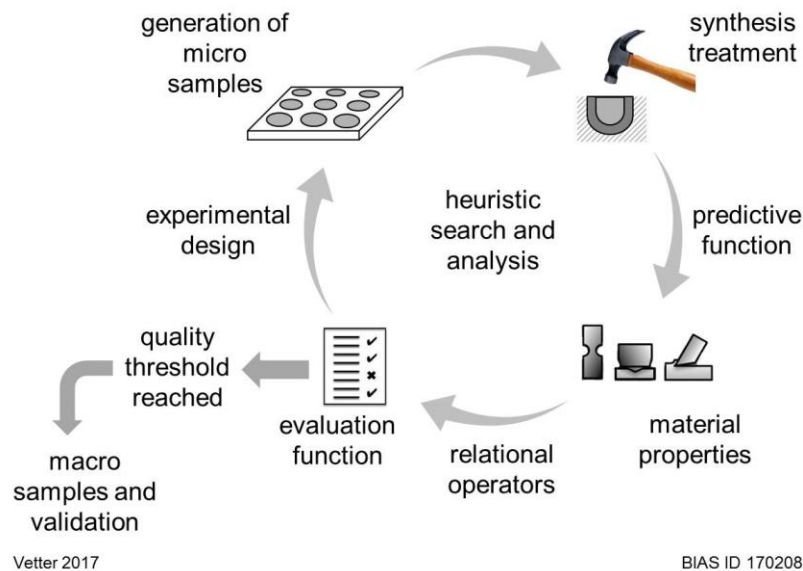 generation of
micro
samples
synthesis
treatment
experimental
design
heuristic
search and
analysis
predictive
function
quality
threshold
reached
evaluation
function
relational
operators
material
properties
macro
samples and
validation
Vetter 2017
BIAS ID 170208